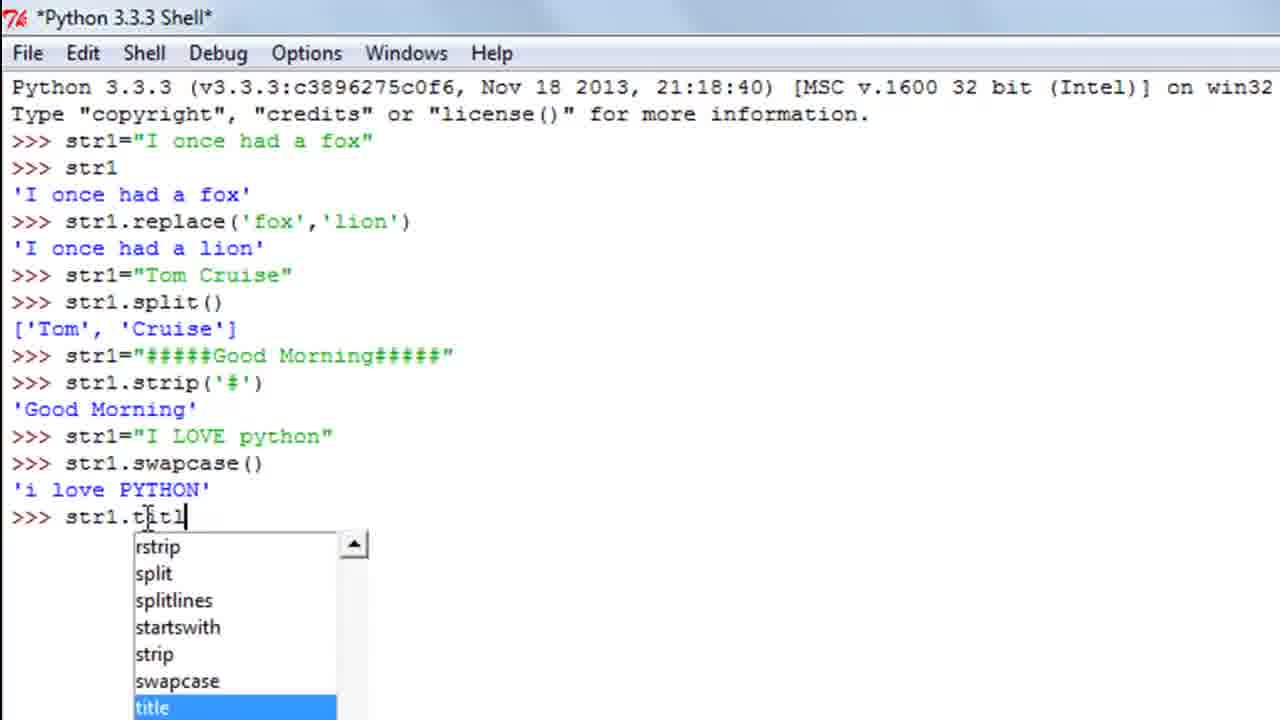 *Python 3.3.3 Shell*
File Edit Shell Debug Options Windows Help
Python 3.3.3 (v3.3.3:c3896275c0f6, Nov 18 2013, 21:18:40) [MSC v.1600 32 bit (Intel)] on win32
Type "copyright", "credits" or "license()" for more information.
>>> str1="I once had a fox"
>>> str1
'I once had a fox'
>>> str1.replace('fox','lion')
'I once had a lion'
>>> str1="Tom Cruise"
>>> str1.split()
['Tom', 'Cruise']
>>> str1="#####Good Morning#####"
>>> str1.strip('#')
'Good Morning'
>>> str1="I LOVE python"
>>> str1.swapcase()
'i love PYTHON'
>>> str1.titl
rstrip
split
splitlines
startswith
strip
swapcase
title